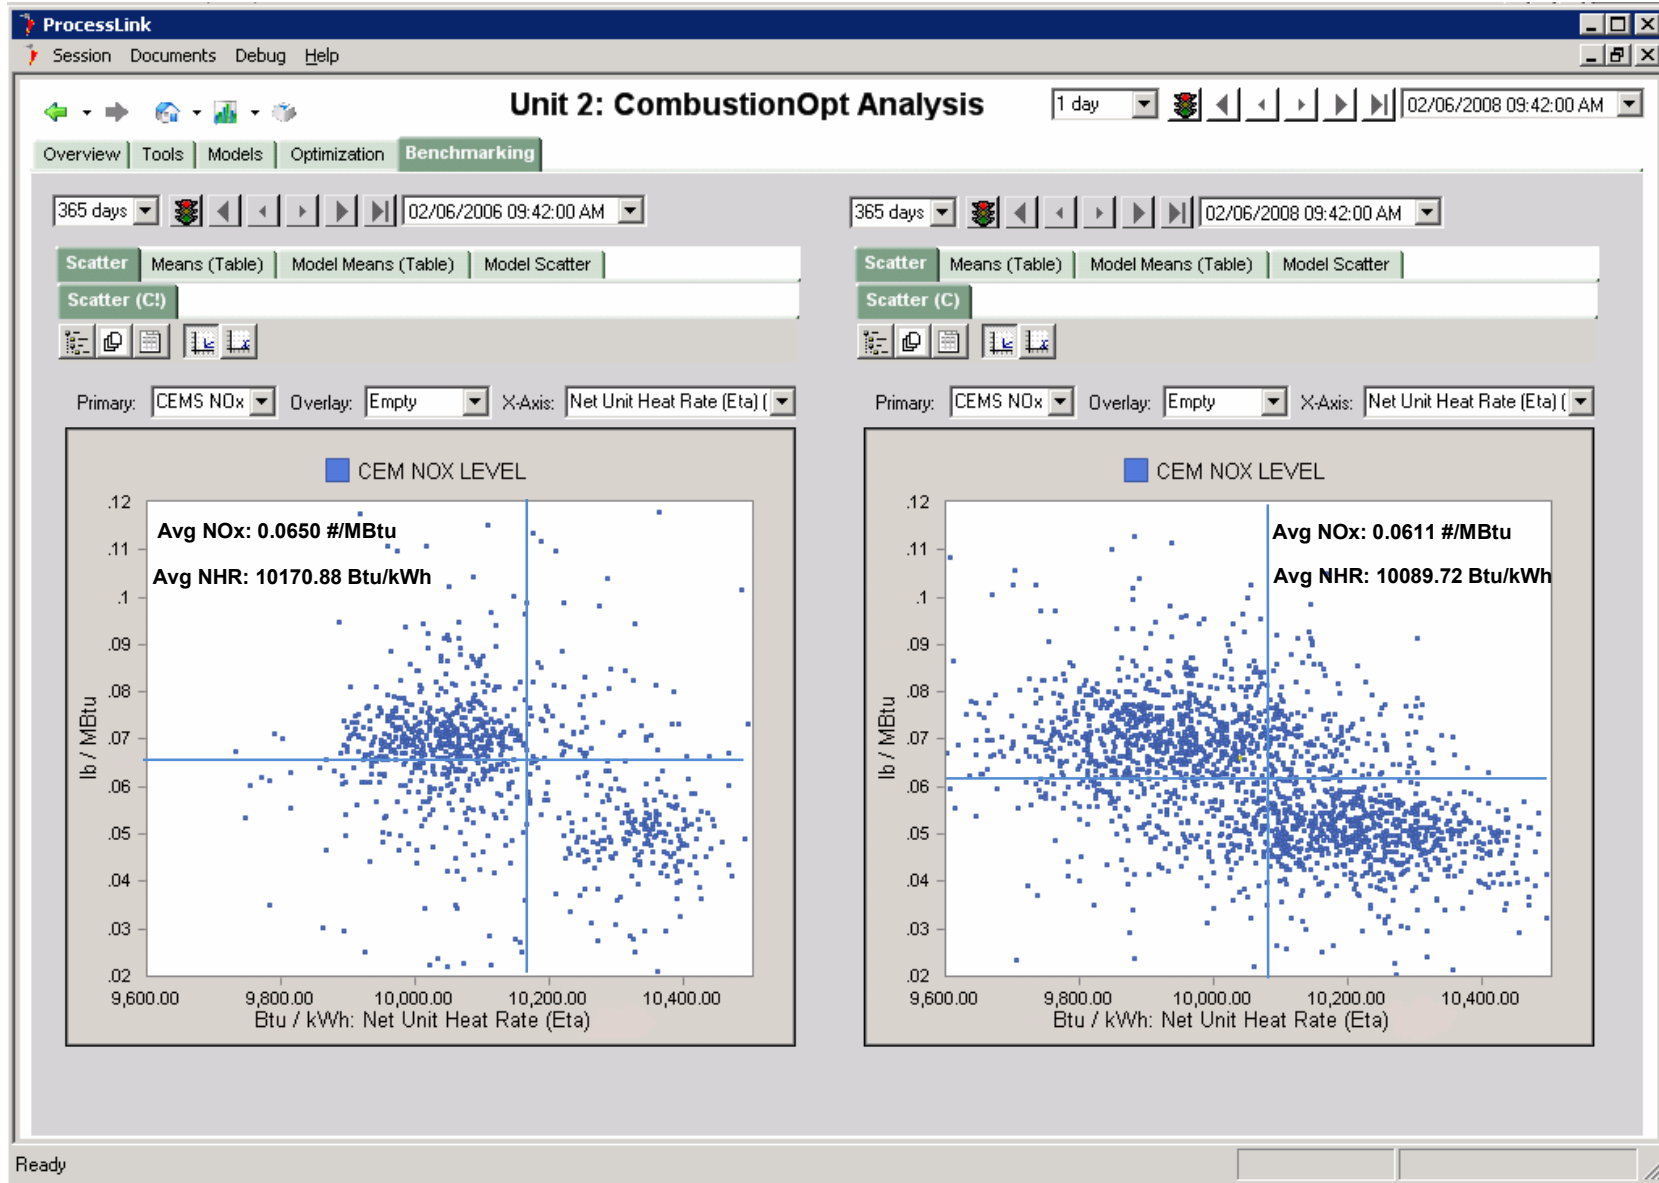 ProcessLink
Session Documents Debug Help
Unit 2: CombustionOpt Analysis
1 day
02/06/2008 09:42:00 AM
Overview Tools Models Optimization Benchmarking
365 days
02/06/2006 09:42:00 AM
Scatter Means (Table) Model Means (Table) Model Scatter
Scatter (C!)
Primary: CEMS NOx Overlay: Empty X-Axis: Net Unit Heat Rate (Eta) (
CEM NOX LEVEL
Avg NOx: 0.0650 #/MBtu
Avg NHR: 10170.88 Btu/kWh
.12
.11
.1
.09
.08
.07
.06
.05
.04
.03
.02
lb / MBtu
9,600.00 9,800.00 10,000.00 10,200.00 10,400.00
Btu / kWh: Net Unit Heat Rate (Eta)
365 days
02/06/2008 09:42:00 AM
Scatter Means (Table) Model Means (Table) Model Scatter
Scatter (C)
Primary: CEMS NOx Overlay: Empty X-Axis: Net Unit Heat Rate (Eta) (
CEM NOX LEVEL
Avg NOx: 0.0611 #/MBtu
Avg NHR: 10089.72 Btu/kWh
.12
.11
.1
.09
.08
.07
.06
.05
.04
.03
.02
lb / MBtu
9,600.00 9,800.00 10,000.00 10,200.00 10,400.00
Btu / kWh: Net Unit Heat Rate (Eta)
Ready